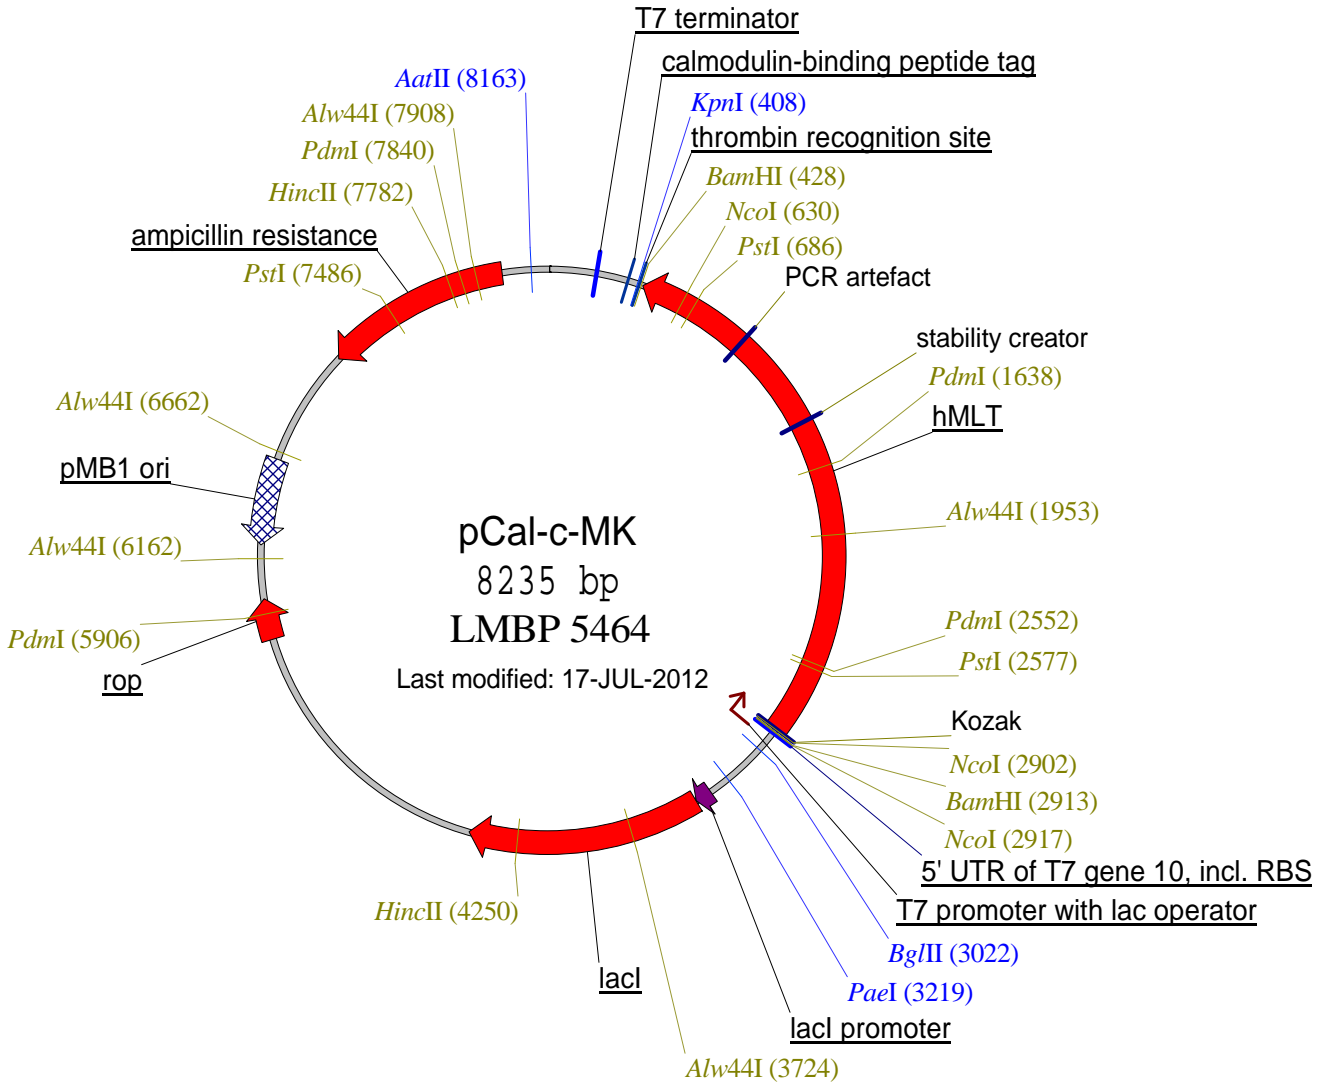 T7 terminator
calmodulin-binding peptide tag
AatII (8163)
KpnI (408)
Alw44I (7908)
thrombin recognition site
PdmI (7840)
BamHI (428)
HincII (7782)
NcoI (630)
ampicillin resistance
PstI (686)
PstI (7486)
PCR artefact
stability creator
PdmI (1638)
Alw44I (6662)
hMLT
pMB1 ori
Alw44I (1953)
pCal-c-MK
Alw44I (6162)
8235 bp
LMBP 5464
PdmI (2552)
PdmI (5906)
PstI (2577)
rop
Last modified: 17-JUL-2012
Kozak
NcoI (2902)
BamHI (2913)
NcoI (2917)
5' UTR of T7 gene 10, incl. RBS
HincII (4250)
T7 promoter with lac operator
BglII (3022)
lacI
PaeI (3219)
lacI promoter
Alw44I (3724)